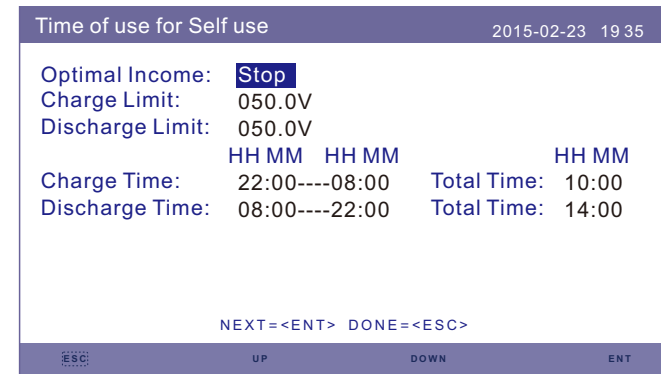 Time of use for Self use 2015-02-23 19 35
Optimal Income: Stop
Charge Limit: 050.0V
Discharge Limit: 050.0V
HH MM HH MM HH MM
Charge Time: 22:00----08:00 Total Time: 10:00
Discharge Time: 08:00----22:00 Total Time: 14:00
NEXT=<ENT> DONE=<ESC>
ESC UP DOWN ENT